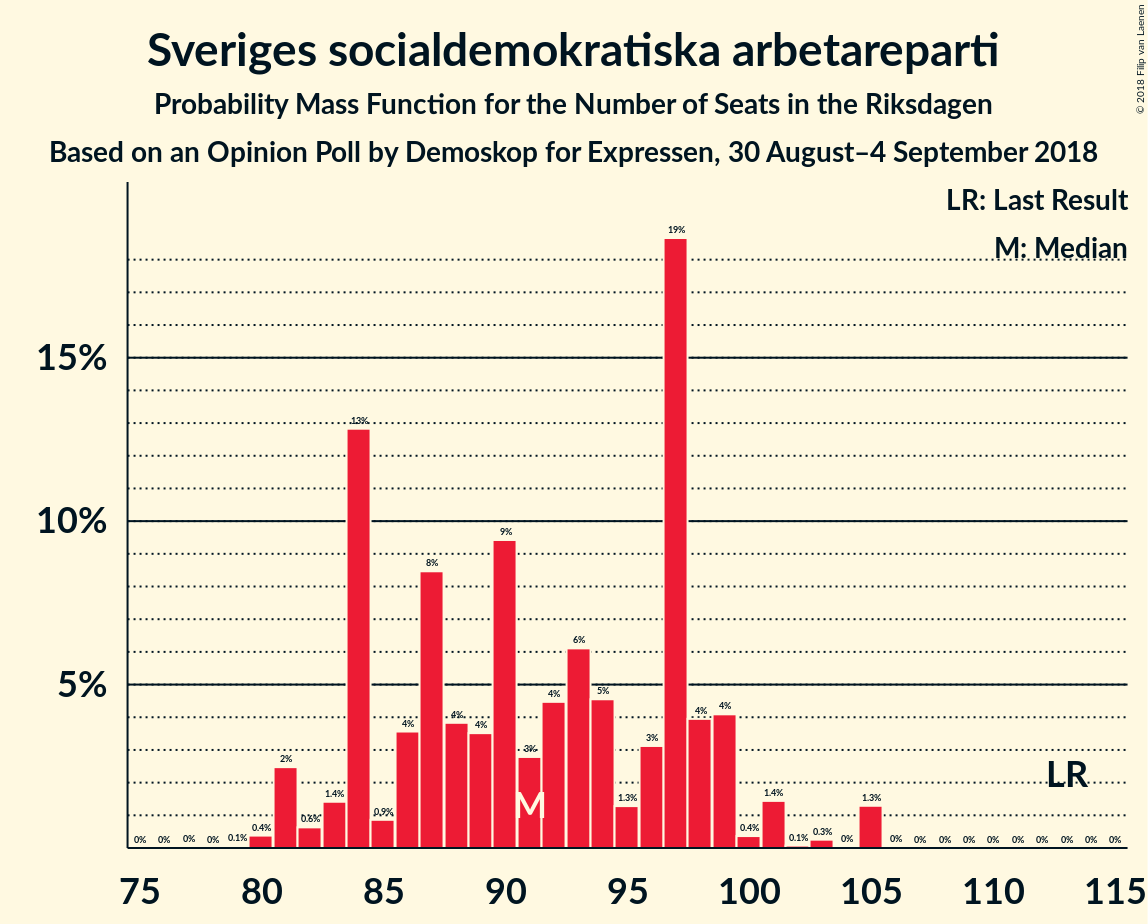 Sveriges socialdemokratiska arbetareparti
Probability Mass Function for the Number of Seats in the Riksdagen
Based on an Opinion Poll by Demoskop for Expressen, 30 August–4 September 2018
© 2018 Filip van Laenen
LR: Last Result
M: Median
15%
10%
5%
0% 0% 0% 0% 0.1% 0.4% 2% 0.6% 1.4% 13% 0.9% 4% 8% 4% 4% 9% 3% 4% 6% 5% 1.3% 3% 19% 4% 4% 0.4% 1.4% 0.1% 0.3% 0% 1.3% 0% 0% 0% 0% 0% 0% 0% 0% 0% 0%
M
LR
75 80 85 90 95 100 105 110 115